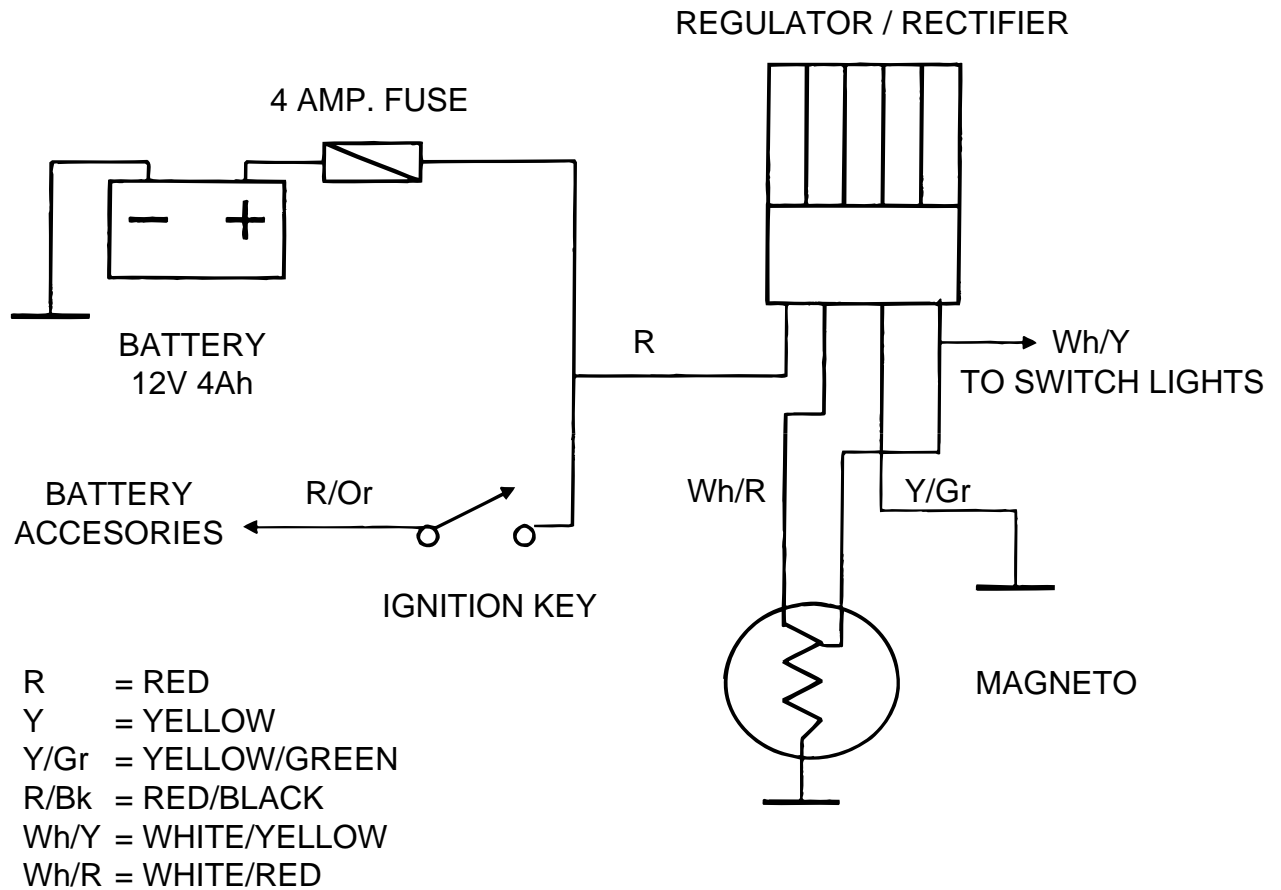 REGULATOR / RECTIFIER
4 AMP. FUSE
BATTERY
12V 4Ah
R
Wh/Y
TO SWITCH LIGHTS
BATTERY
ACCESORIES
R/Or
Wh/R
Y/Gr
IGNITION KEY
MAGNETO
R = RED
Y = YELLOW
Y/Gr = YELLOW/GREEN
R/Bk = RED/BLACK
Wh/Y = WHITE/YELLOW
Wh/R = WHITE/RED